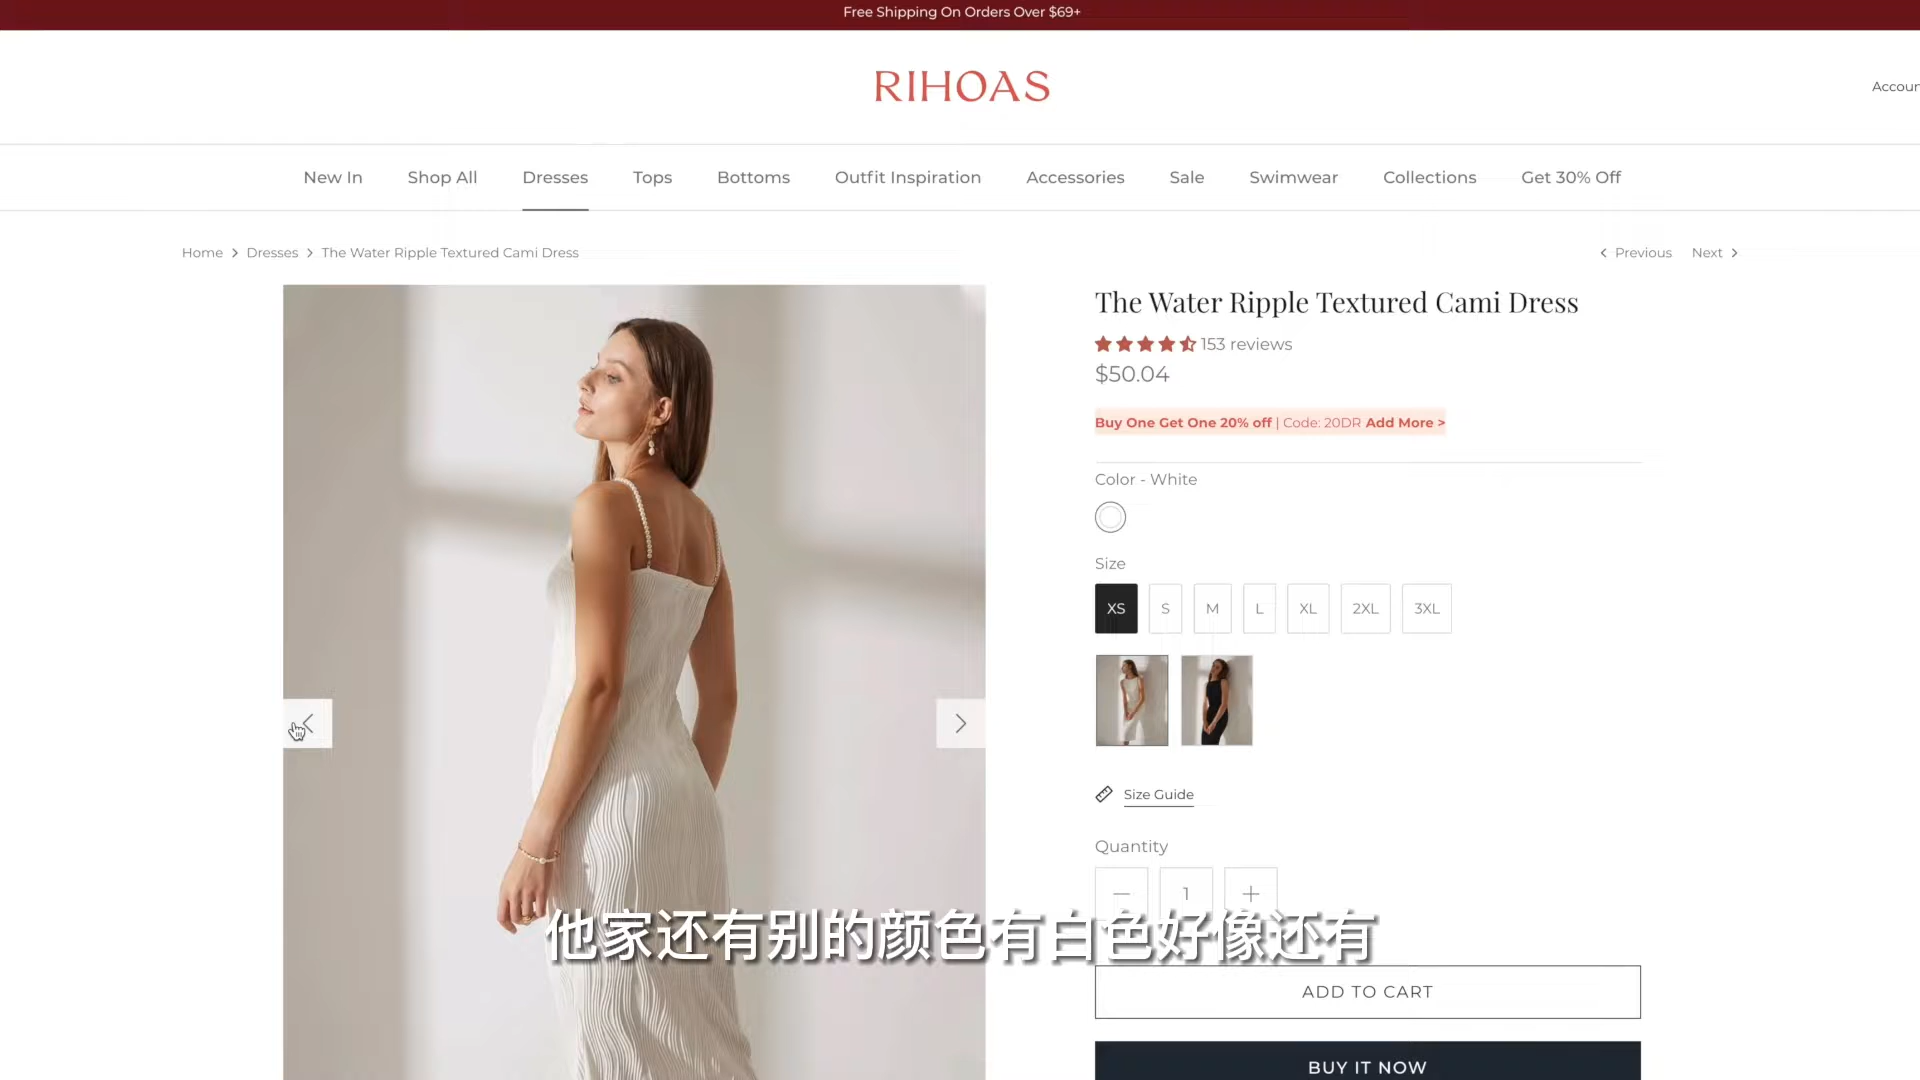 Free Shipping On Orders Over $69+
RIHOAS
New In Shop All Dresses Tops Bottoms Outfit Inspiration Accessories Sale Swimwear Collections Get 30% Off
Home > Dresses > The Water Ripple Textured Cami Dress
< Previous Next >
The Water Ripple Textured Cami Dress
153 reviews
$50.04
Buy One Get One 20% off | Code: 20DR Add More >
Color - White
Size
XS S M L XL 2XL 3XL
Size Guide
Quantity
1
他家还有别的颜色有白色好像还有
ADD TO CART
BUY IT NOW